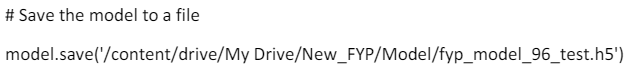 # Save the model to a file
model.save('/content/drive/My Drive/New_FYP/Model/fyp_model_96_test.h5')